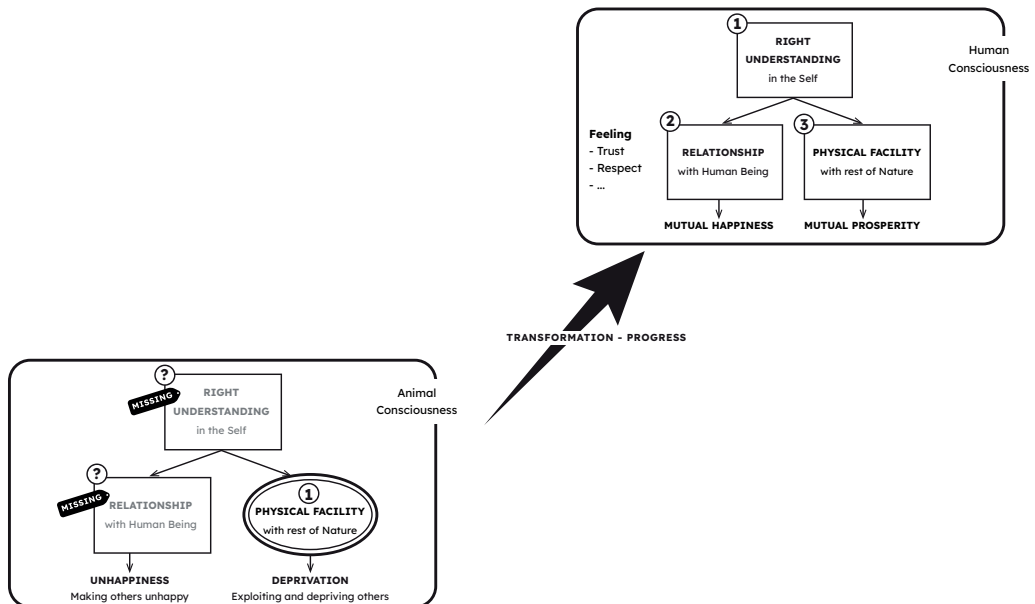 1
RIGHT
UNDERSTANDING
in the Self
Human
Consciousness
Feeling
- Trust
- Respect
- ...
2
RELATIONSHIP
with Human Being
3
PHYSICAL FACILITY
with rest of Nature
MUTUAL HAPPINESS
MUTUAL PROSPERITY
TRANSFORMATION - PROGRESS
?
MISSING
RIGHT
UNDERSTANDING
in the Self
Animal
Consciousness
?
MISSING
RELATIONSHIP
with Human Being
1
PHYSICAL FACILITY
with rest of Nature
UNHAPPINESS
Making others unhappy
DEPRIVATION
Exploiting and depriving others